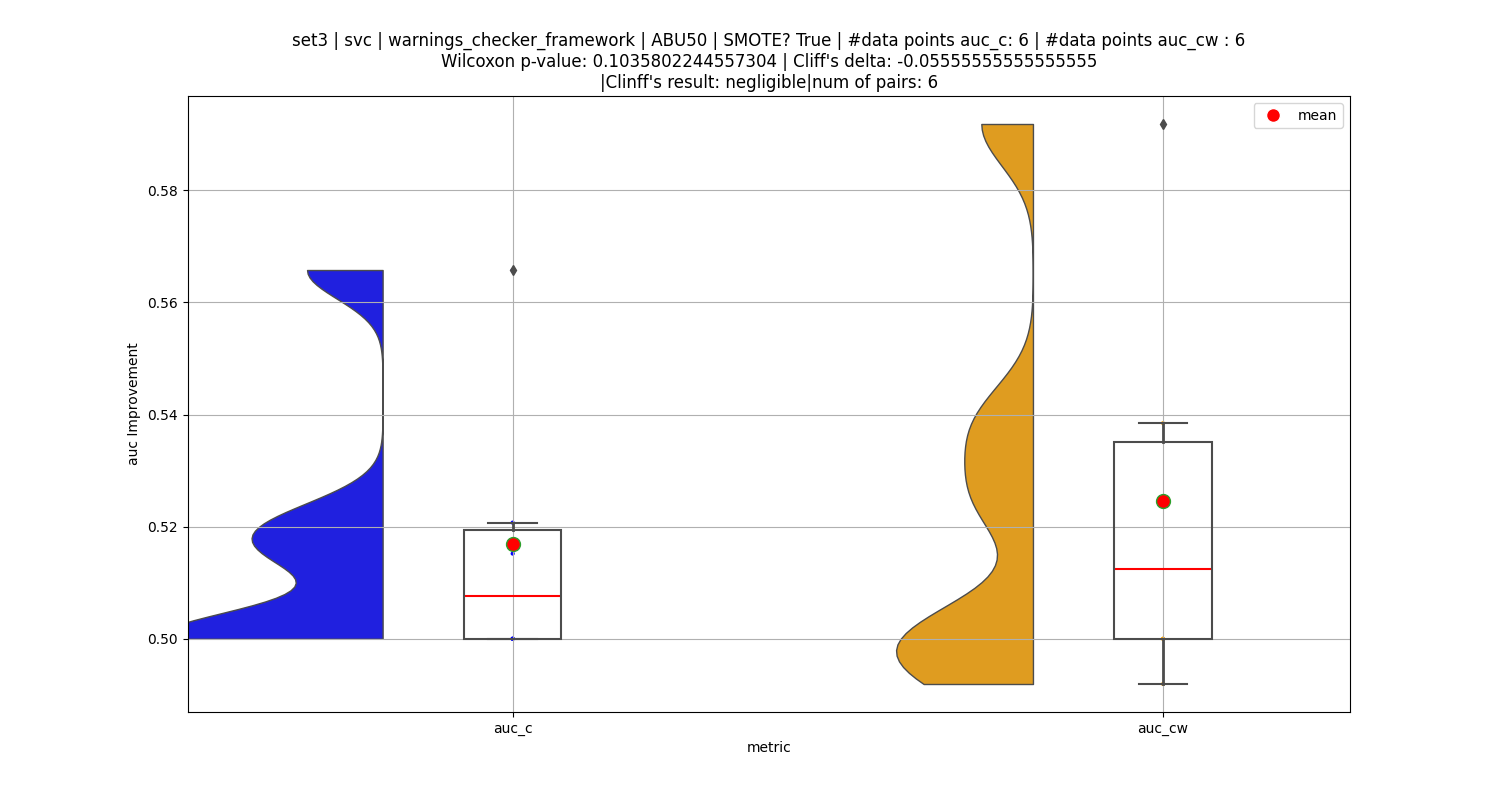 set3 | svc | warnings_checker_framework | ABU50 | SMOTE? True | #data points auc_c: 6 | #data points auc_cw : 6
Wilcoxon p-value: 0.1035802244557304 | Cliff's delta: -0.05555555555555555
|Clinff's result: negligible|num of pairs: 6
mean
0.58
0.56
0.54
0.52
0.50
auc Improvement
auc_c
auc_cw
metric